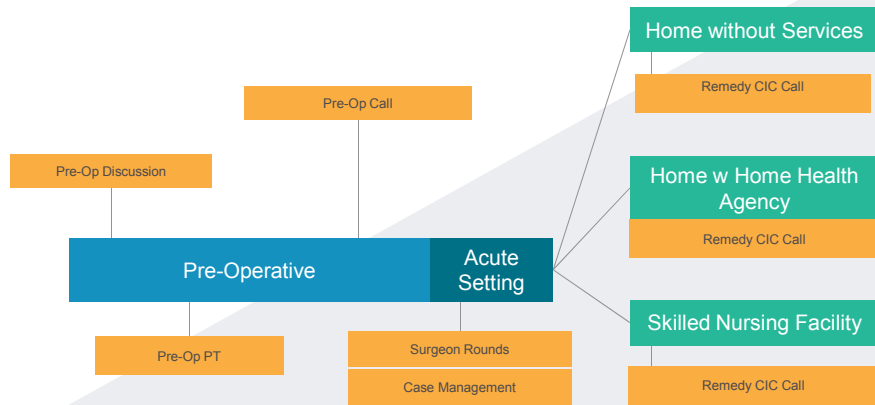 Home without Services
Remedy CIC Call
Pre-Op Call
Pre-Op Discussion
Home w Home Health
Agency
Remedy CIC Call
Pre-Operative
Acute
Setting
Skilled Nursing Facility
Pre-Op PT
Surgeon Rounds
Case Management
Remedy CIC Call